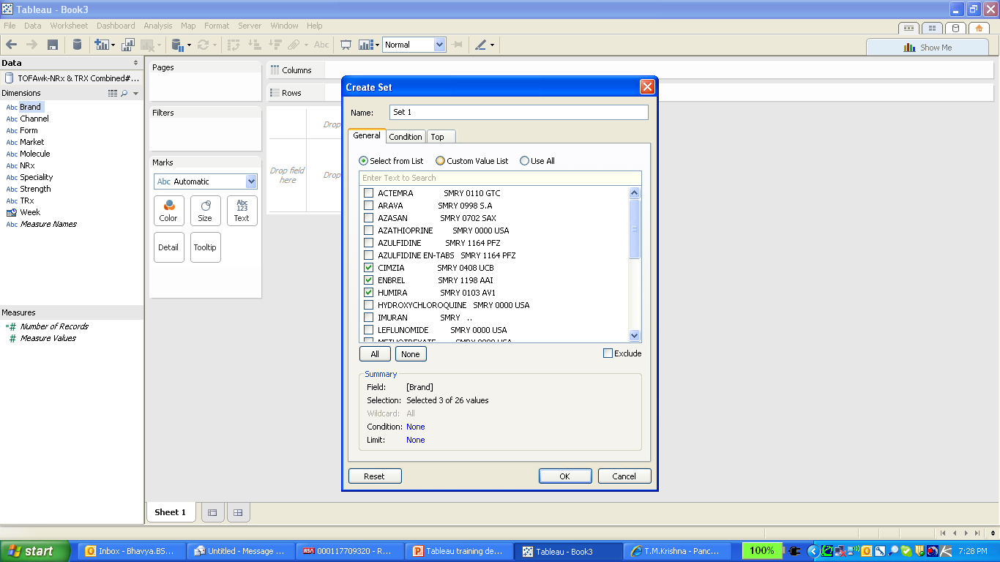 Tableau - Book3
File Data Worksheet Dashboard Analysis Map Format Server Window Help
Abc Normal
Show Me
Data
TOFAwk-NRx & TRX Combined#...
Dimensions
Abc Brand
Abc Channel
Abc Form
Abc Market
Abc Molecule
Abc NRx
Abc Speciality
Abc Strength
Abc TRx
Week
Abc Measure Names
Measures
=# Number of Records
# Measure Values
Pages
Filters
Marks
Abc Automatic
Color Size Abc 123 Text
Detail Tooltip
Columns
Rows
Drop
Drop field here
Drop
Create Set
Name: Set 1
General Condition Top
Select from List Custom Value List Use All
Enter Text to Search
ACTEMRA SMRY 0110 GTC
ARAVA SMRY 0998 S.A
AZASAN SMRY 0702 SAX
AZATHIOPRINE SMRY 0000 USA
AZULFIDINE SMRY 1164 PFZ
AZULFIDINE EN-TABS SMRY 1164 PFZ
CIMZIA SMRY 0408 UCB
ENBREL SMRY 1198 AAI
HUMIRA SMRY 0103 AV1
HYDROXYCHLOROQUINE SMRY 0000 USA
IMURAN SMRY ..
LEFLUNOMIDE SMRY 0000 USA
All None Exclude
Summary
Field: [Brand]
Selection: Selected 3 of 26 values
Wildcard: All
Condition: None
Limit: None
Reset OK Cancel
Sheet 1
start Inbox - Bhavya.BS... Untitled - Message ... RSA 000117709320 - R... Tableau training de... Tableau - Book3 T.M.Krishna - Panc... 100% 7:28 PM